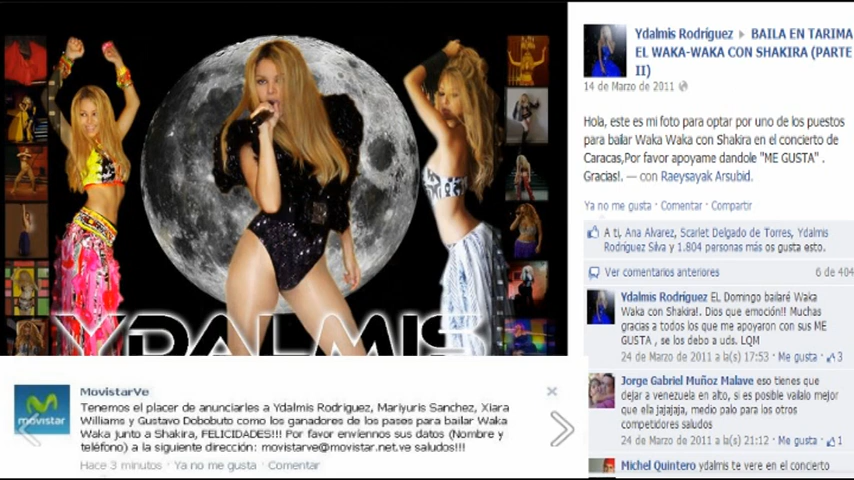 YDALMIS
MovistarVe
Tenemos el placer de anunciarles a Ydalmis Rodriguez, Mariyuris Sanchez, Xiara
Williams y Gustavo Dobobuto como los ganadores de los pases para bailar Waka
Waka junto a Shakira, FELICIDADES!!! Por favor envíennos sus datos (Nombre y
teléfono) a la siguiente dirección: movistarve@movistar.net.ve saludos!!!
Hace 3 minutos · Ya no me gusta · Comentar
movistar
Ydalmis Rodríguez ▸ BAILA EN TARIMA
EL WAKA-WAKA CON SHAKIRA (PARTE
II)
14 de Marzo de 2011
Hola, este es mi foto para optar por uno de los puestos
para bailar Waka Waka con Shakira en el concierto de
Caracas,Por favor apoyame dandole "ME GUSTA" .
Gracias!. — con Raeysayak Arsubid.
Ya no me gusta · Comentar · Compartir
A ti, Ana Alvarez, Scarlet Delgado de Torres, Ydalmis
Rodriguez Silva y 1.804 personas más os gusta esto.
Ver comentarios anteriores 6 de 404
Ydalmis Rodríguez EL Domingo bailaré Waka
Waka con Shakira!. Dios que emoción!! Muchas
gracias a todos los que me apoyaron con sus ME
GUSTA , se los debo a uds. LQM
24 de Marzo de 2011 a la(s) 17:53 · Me gusta · 3
Jorge Gabriel Muñoz Malave eso tienes que
dejar a venezuela en alto, si es posible vailalo mejor
que ella jajajaja, medio palo para los otros
competidores saludos
24 de Marzo de 2011 a la(s) 21:12 · Me gusta · 1
Michel Quintero ydalmis te vere en el concierto